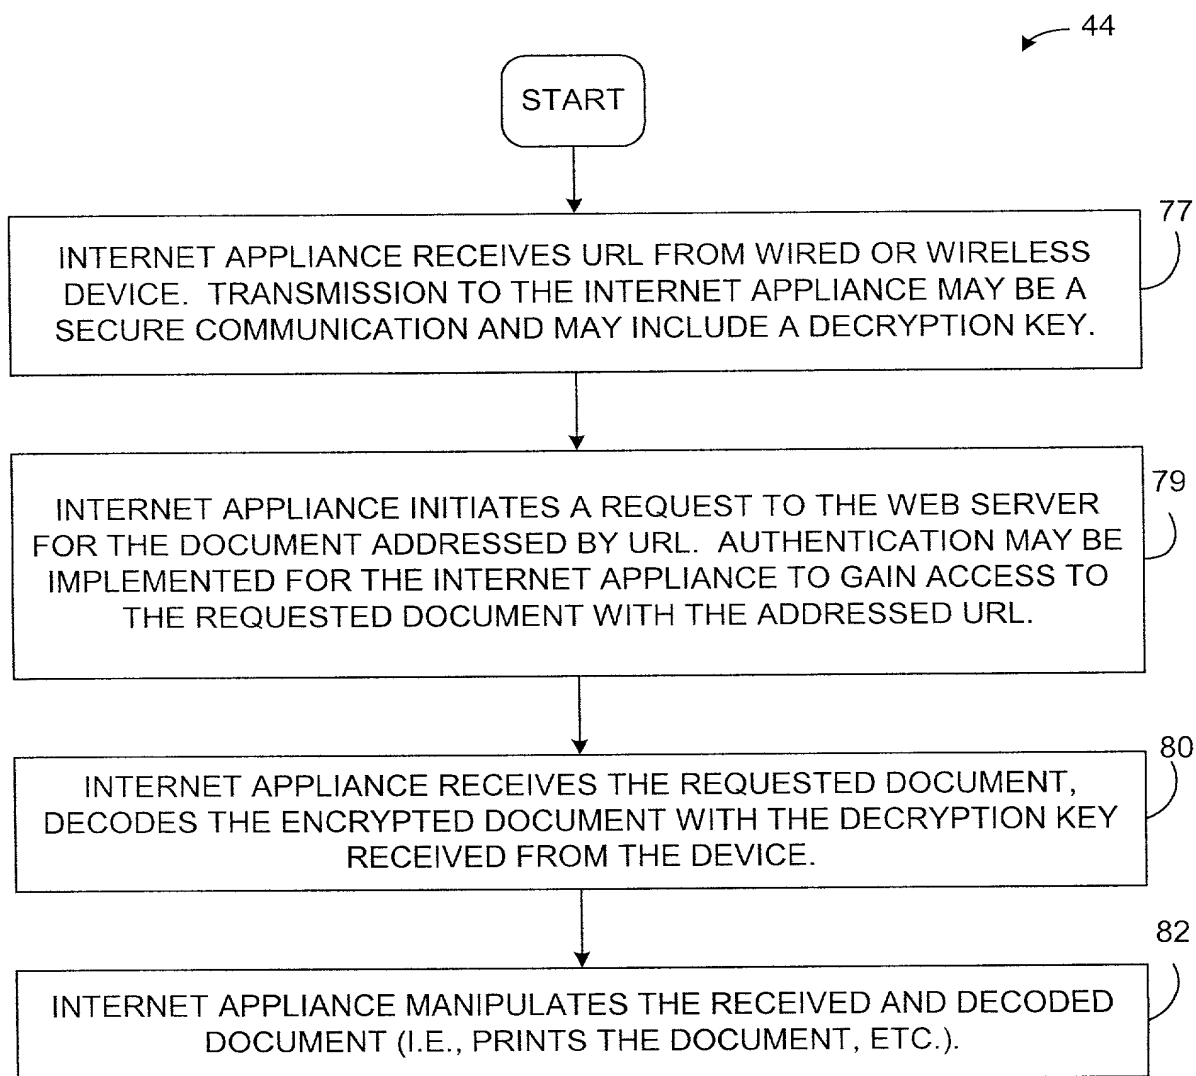 44
START
77
INTERNET APPLIANCE RECEIVES URL FROM WIRED OR WIRELESS
DEVICE.  TRANSMISSION TO THE INTERNET APPLIANCE MAY BE A
SECURE COMMUNICATION AND MAY INCLUDE A DECRYPTION KEY.
79
INTERNET APPLIANCE INITIATES A REQUEST TO THE WEB SERVER
FOR THE DOCUMENT ADDRESSED BY URL.  AUTHENTICATION MAY BE
IMPLEMENTED FOR THE INTERNET APPLIANCE TO GAIN ACCESS TO
THE REQUESTED DOCUMENT WITH THE ADDRESSED URL.
80
INTERNET APPLIANCE RECEIVES THE REQUESTED DOCUMENT,
DECODES THE ENCRYPTED DOCUMENT WITH THE DECRYPTION KEY
RECEIVED FROM THE DEVICE.
82
INTERNET APPLIANCE MANIPULATES THE RECEIVED AND DECODED
DOCUMENT (I.E., PRINTS THE DOCUMENT, ETC.).